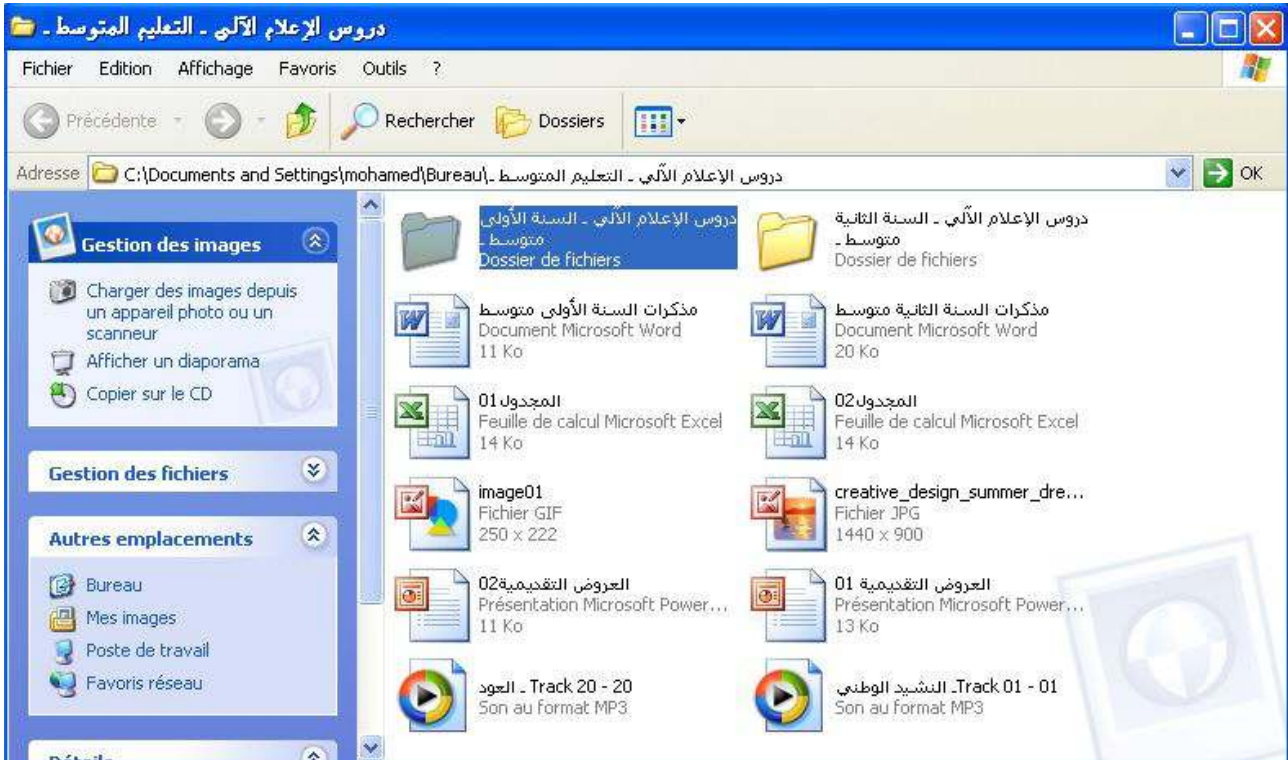 دروس الإعلام الآلي ـ التعليم المتوسط ـ
Fichier Edition Affichage Favoris Outils ?
Précédente Rechercher Dossiers
Adresse C:\Documents and Settings\mohamed\Bureau\دروس الإعلام الآلي ـ التعليم المتوسط ـ OK
Gestion des images
Charger des images depuis
un appareil photo ou un
scanneur
Afficher un diaporama
Copier sur le CD
Gestion des fichiers
Autres emplacements
Bureau
Mes images
Poste de travail
Favoris réseau
Détails
دروس الإعلام الآلي ـ السنة الأولى
متوسط ـ
Dossier de fichiers
دروس الإعلام الآلي ـ السنة الثانية
متوسط ـ
Dossier de fichiers
مذكرات السنة الأولى متوسط
Document Microsoft Word
11 Ko
مذكرات السنة الثانية متوسط
Document Microsoft Word
20 Ko
المجدول01
Feuille de calcul Microsoft Excel
14 Ko
المجدول02
Feuille de calcul Microsoft Excel
14 Ko
image01
Fichier GIF
250 x 222
creative_design_summer_dre...
Fichier JPG
1440 x 900
العروض التقديمية02
Présentation Microsoft Power...
11 Ko
العروض التقديمية 01
Présentation Microsoft Power...
13 Ko
20 - Track 20 ـ العود
Son au format MP3
01 - Track 01ـ النشيد الوطني
Son au format MP3